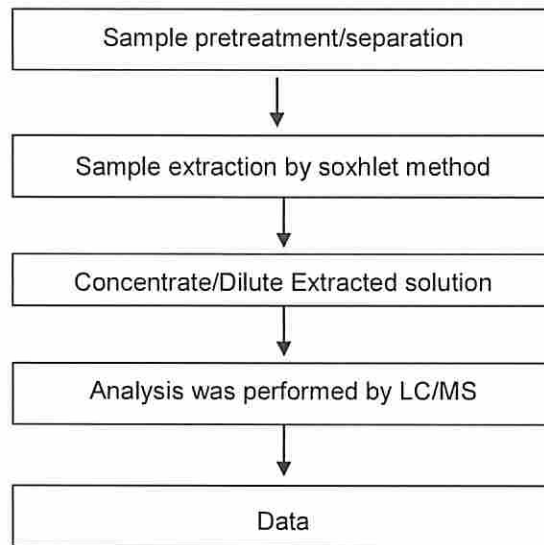 Sample pretreatment/separation
Sample extraction by soxhlet method
Concentrate/Dilute Extracted solution
Analysis was performed by LC/MS
Data